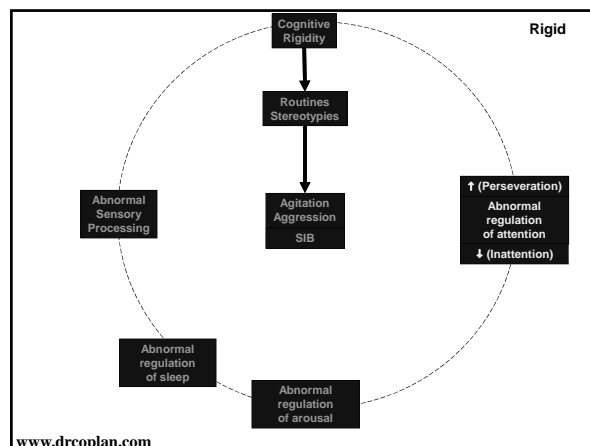 Cognitive
Rigidity
Rigid
Routines
Stereotypies
Abnormal
Sensory
Processing
Agitation
Aggression
SIB
↑ (Perseveration)
Abnormal
regulation
of attention
↓ (Inattention)
Abnormal
regulation
of sleep
Abnormal
regulation
of arousal
www.drcoplan.com